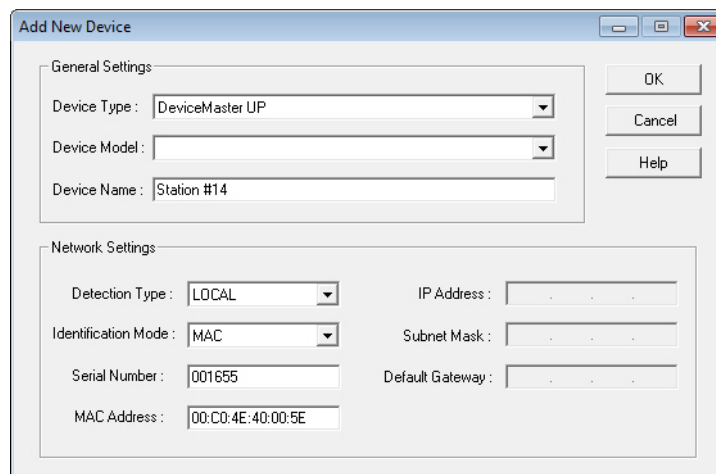 Add New Device
General Settings
Device Type : DeviceMaster UP
Device Model :
Device Name : Station #14
OK
Cancel
Help
Network Settings
Detection Type : LOCAL
Identification Mode : MAC
Serial Number : 001655
MAC Address : 00:C0:4E:40:00:5E
IP Address : . . .
Subnet Mask : . . .
Default Gateway : . . .